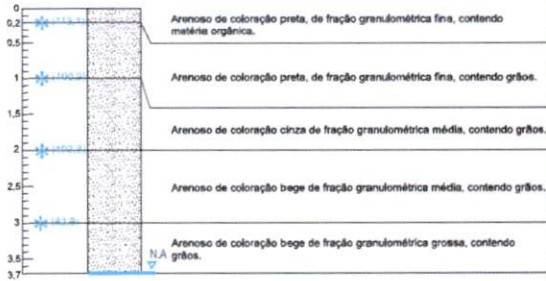 0
0,2
0,5
1
1,5
2
2,5
3
3,5
3,7
Arenoso de coloração preta, de fração granulométrica fina, contendo
matéria orgânica.
Arenoso de coloração preta, de fração granulométrica fina, contendo grãos.
Arenoso de coloração cinza de fração granulométrica média, contendo grãos.
Arenoso de coloração bege de fração granulométrica média, contendo grãos.
Arenoso de coloração bege de fração granulométrica grossa, contendo
N.A grãos.